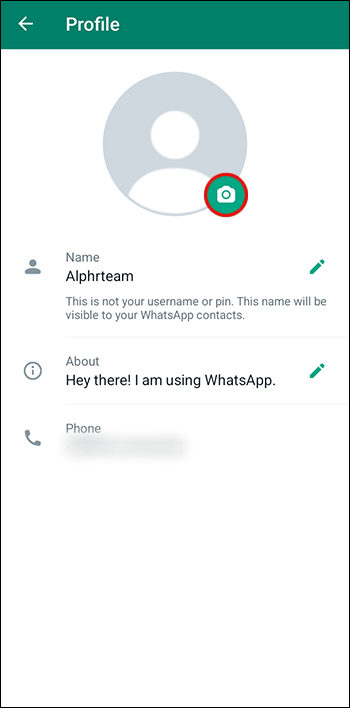 Profile
Name
Alphrteam
This is not your username or pin. This name will be
visible to your WhatsApp contacts.
About
Hey there! I am using WhatsApp.
Phone